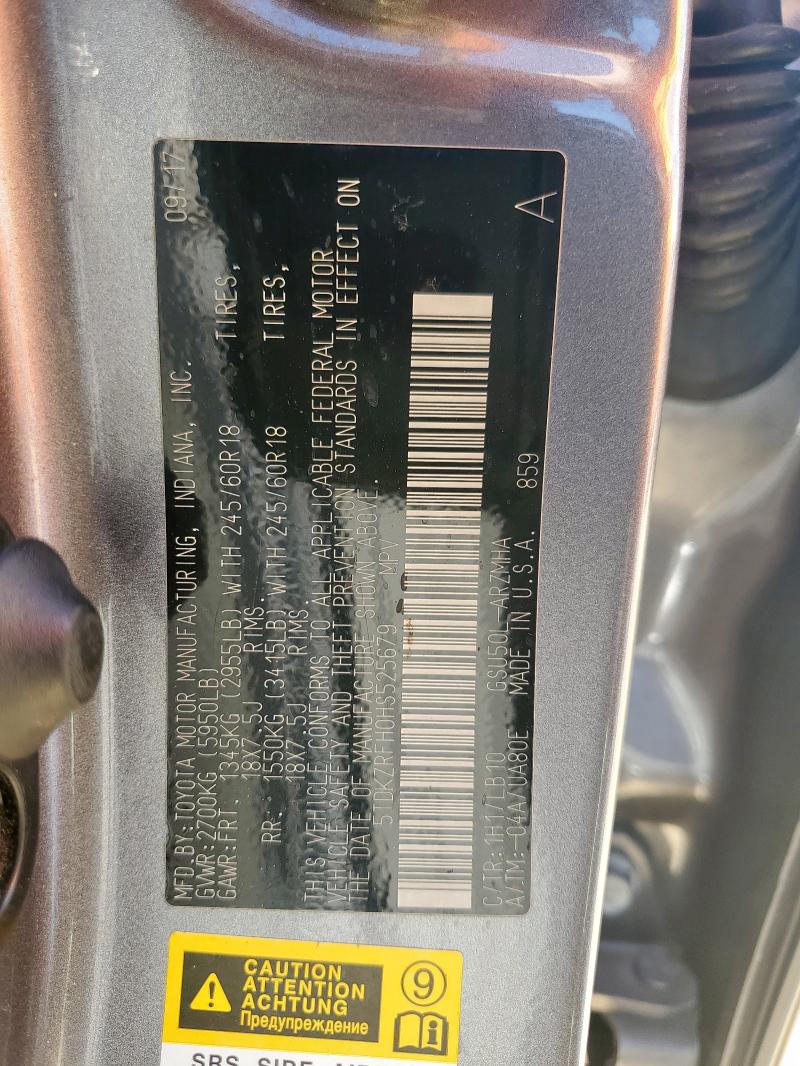 MFD.BY:TOYOTA MOTOR MANUFACTURING, INDIANA, INC. 09/17
GVWR:2700KG (5950LB)
GAWR:FRT. 1345KG (2955LB) WITH 245/60R18 TIRES,
18X7.5J RIMS.
RR. 1550KG (3415LB) WITH 245/60R18 TIRES,
18X7.5J RIMS.
THIS VEHICLE CONFORMS TO ALL APPLICABLE FEDERAL MOTOR
VEHICLE SAFETY AND THEFT PREVENTION STANDARDS IN EFFECT ON
THE DATE OF MANUFACTURE SHOWN ABOVE.
5TDKZRFH0HS525679 MPV
A
C/TR:1H1/LB10 GSU50L-ARZMHA 859
A/TM:-04A/UA80E MADE IN U.S.A.
CAUTION
ATTENTION
ACHTUNG
Предупреждение
9
i